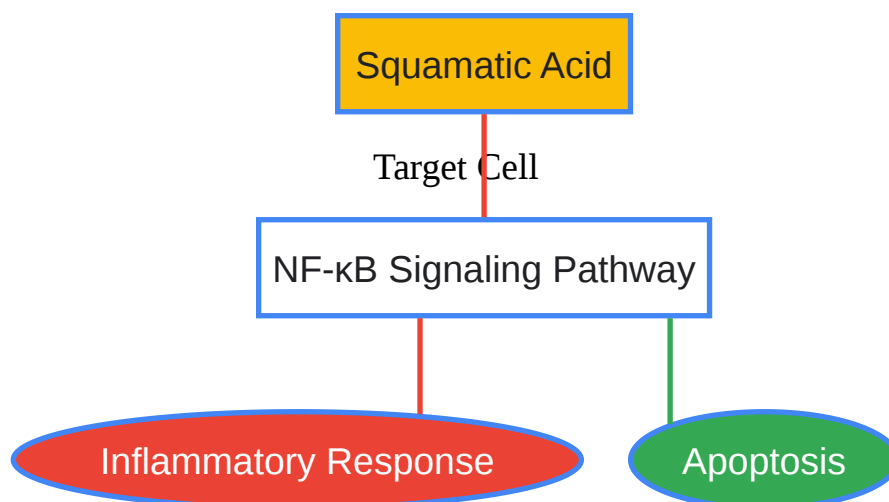 Squamatic Acid
Target Cell
NF-κB Signaling Pathway
Inflammatory Response
Apoptosis